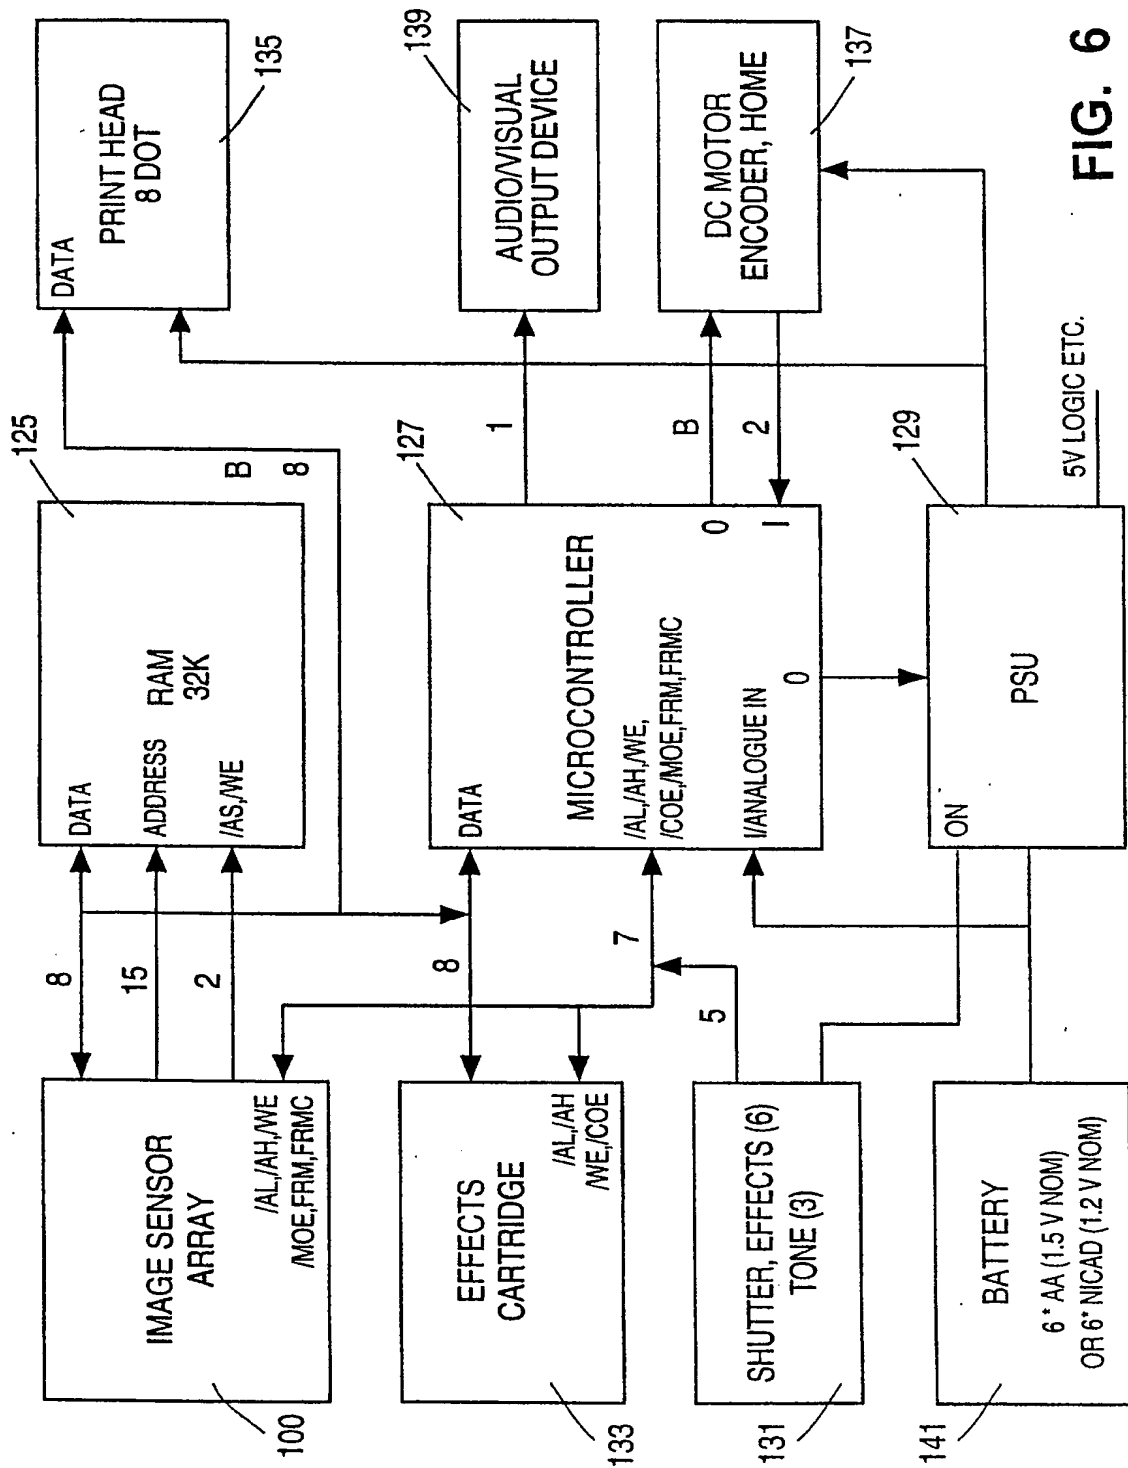 100
IMAGE SENSOR
ARRAY
/AL,/AH,/WE
/MOE,FRM,FRMC
8
15
2
DATA
ADDRESS
/AS,/WE
RAM
32K
125
B
8
DATA
PRINT HEAD
8 DOT
135
133
EFFECTS
CARTRIDGE
/AL,/AH
/WE,/COE
8
7
5
DATA
MICROCONTROLLER
/AL,/AH,/WE,
/COE,/MOE,FRM,FRMC
I/ANALOGUE IN
0
0
I
127
1
B
2
AUDIO/VISUAL
OUTPUT DEVICE
139
DC MOTOR
ENCODER, HOME
137
131
SHUTTER, EFFECTS (6)
TONE (3)
141
BATTERY
6 * AA (1.5 V NOM)
OR 6* NICAD (1.2 V NOM)
ON
PSU
129
5V LOGIC ETC.
FIG. 6